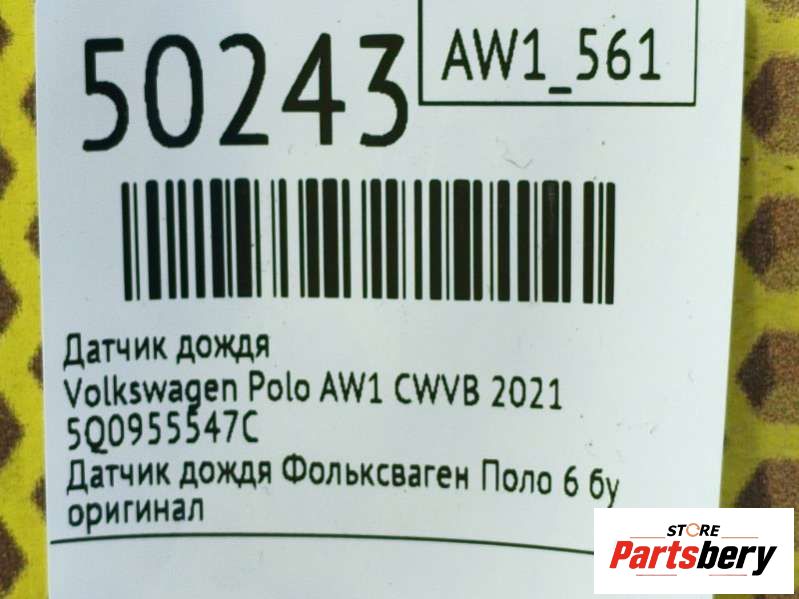 50243
AW1_561
Датчик дождя
Volkswagen Polo AW1 CWVB 2021
5Q0955547C
Датчик дождя Фольксваген Поло 6 бу
оригинал
STORE
Partsbery